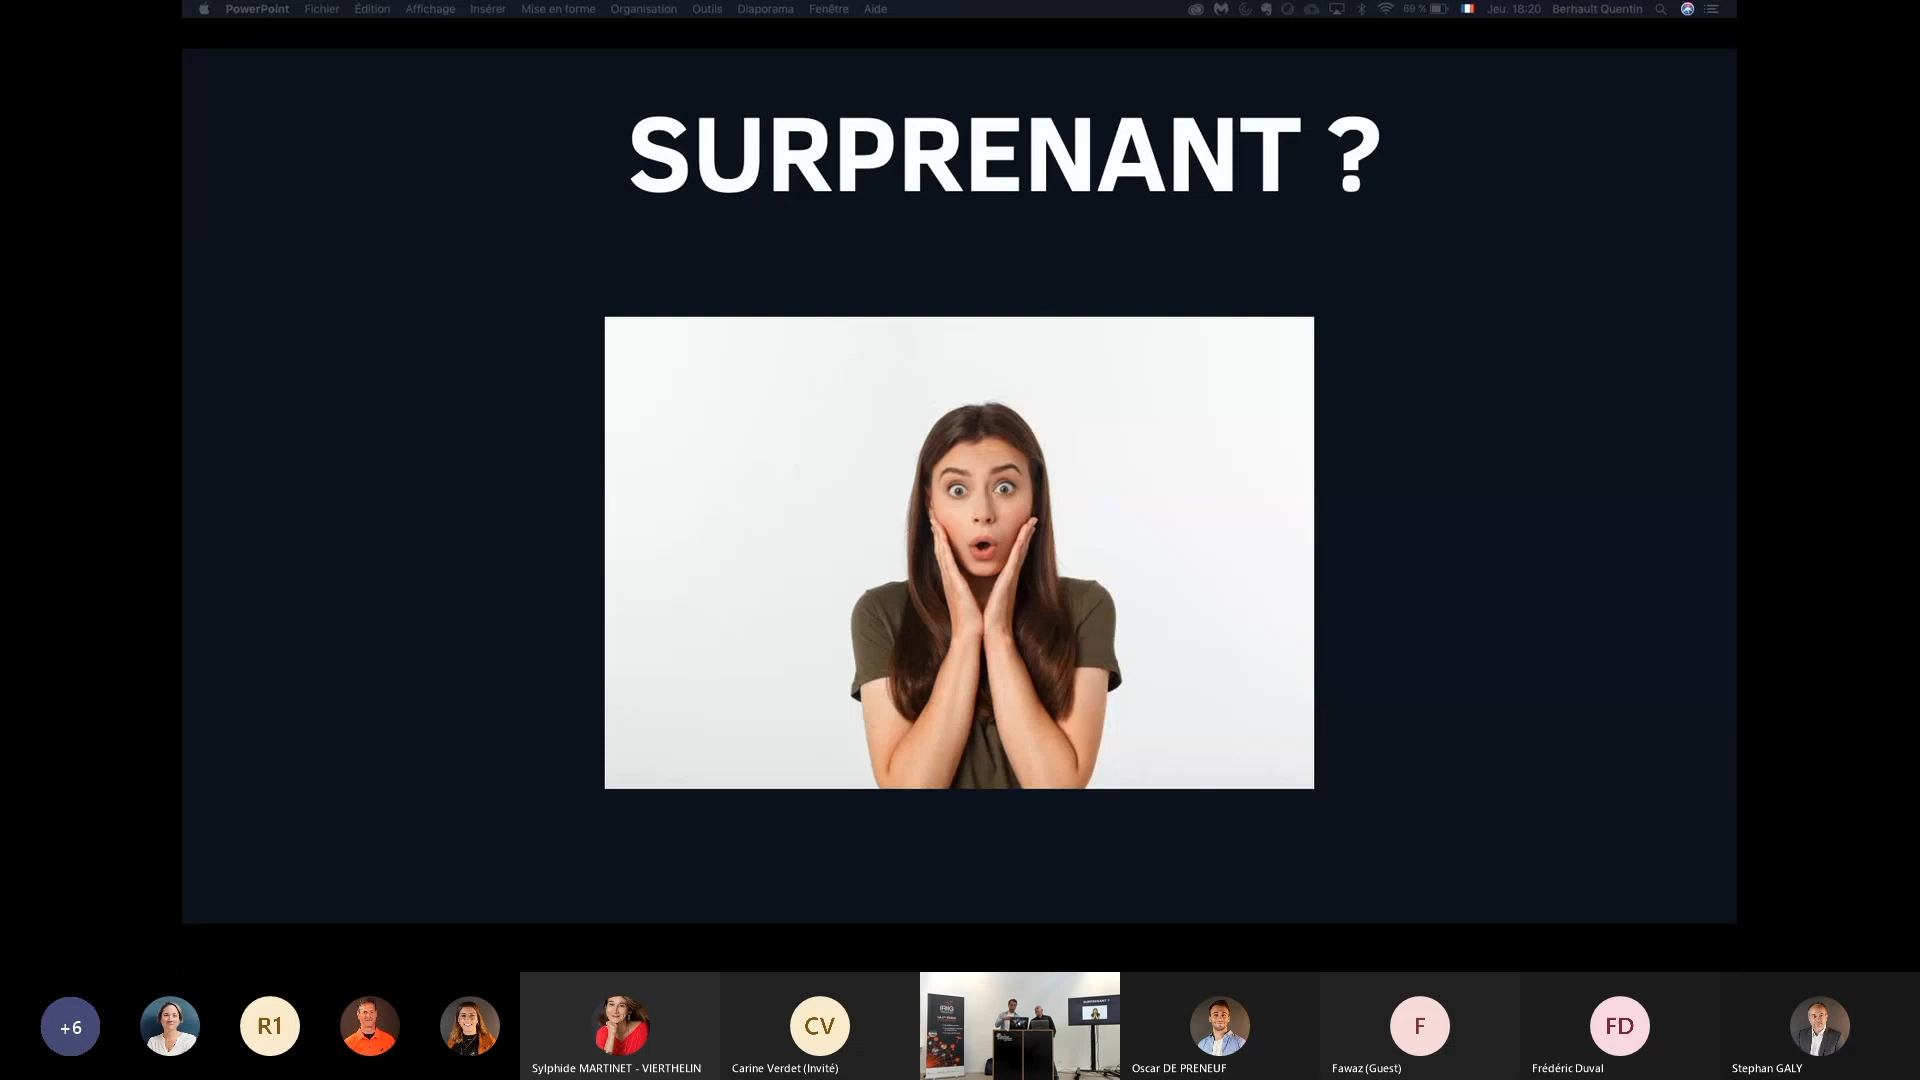 PowerPoint Fichier Édition Affichage Insérer Mise en forme Organisation Outils Diaporama Fenêtre Aide 69 % Jeu. 18:20 Berhault Quentin
SURPRENANT ?
+6
R1
CV
F
FD
IFRIG
SURPRENANT ?
Sylphide MARTINET - VIERTHELIN
Carine Verdet (Invité)
Oscar DE PRENEUF
Fawaz (Guest)
Frédéric Duval
Stephan GALY